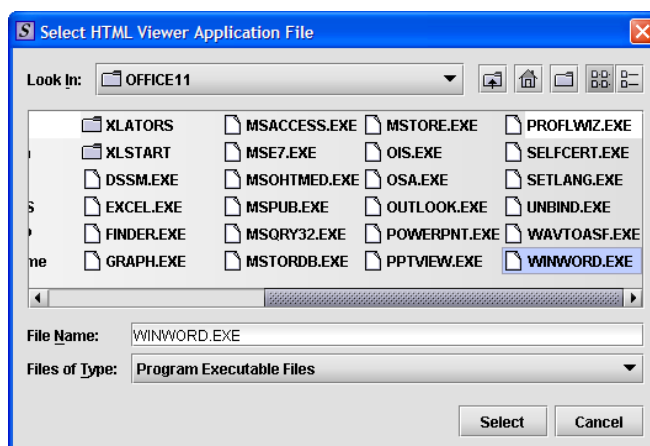 Select HTML Viewer Application File
Look In: OFFICE11
XLATORS MSACCESS.EXE MSTORE.EXE PROFLWIZ.EXE
XLSTART MSE7.EXE OIS.EXE SELFCERT.EXE
DSSM.EXE MSOHTMED.EXE OSA.EXE SETLANG.EXE
S EXCEL.EXE MSPUB.EXE OUTLOOK.EXE UNBIND.EXE
FINDER.EXE MSQRY32.EXE POWERPNT.EXE WAVTOASF.EXE
me GRAPH.EXE MSTORDB.EXE PPTVIEW.EXE WINWORD.EXE
File Name: WINWORD.EXE
Files of Type: Program Executable Files
Select Cancel